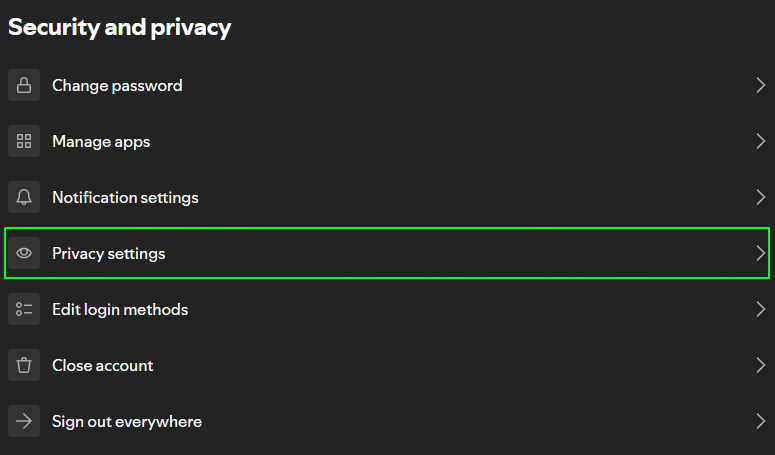 Security and privacy
Change password
Manage apps
Notification settings
Privacy settings
Edit login methods
Close account
Sign out everywhere